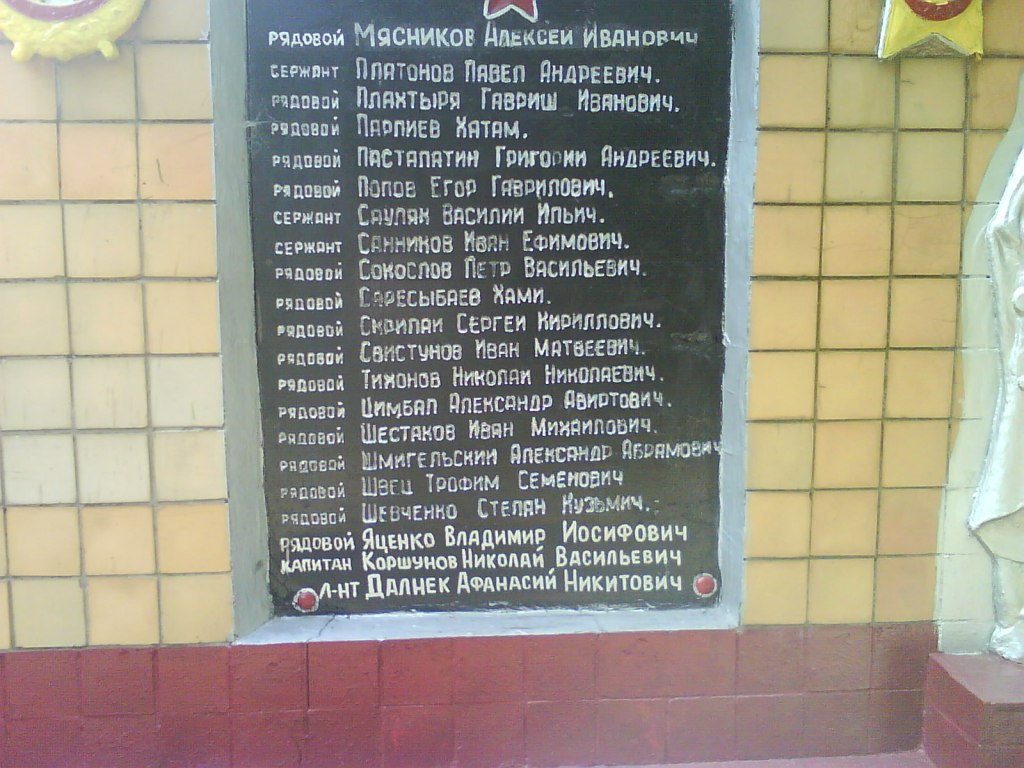 РЯДОВОЙ МЯСНИКОВ АЛЕКСЕЙ ИВАНОВИЧ
СЕРЖАНТ ПЛАТОНОВ ПАВЕЛ АНДРЕЕВИЧ.
РЯДОВОЙ ПЛАХТЫРЯ ГАВРИШ ИВАНОВИЧ.
РЯДОВОЙ ПАРПИЕВ ХАТАМ.
РЯДОВОЙ ПАСТАПАТИН ГРИГОРИИ АНДРЕЕВИЧ.
РЯДОВОЙ ПОПОВ ЕГОР ГАВРИЛОВИЧ.
СЕРЖАНТ САУЛЯК ВАСИЛИИ ИЛЬИЧ.
СЕРЖАНТ САННИКОВ ИВАН ЕФИМОВИЧ.
РЯДОВОЙ СОКОСЛОВ ПЕТР ВАСИЛЬЕВИЧ.
РЯДОВОЙ САРЕСЫБАЕВ ХАМИ.
РЯДОВОЙ СКРИПАИ СЕРГЕИ КИРИЛЛОВИЧ.
РЯДОВОЙ СВИСТУНОВ ИВАН МАТВЕЕВИЧ.
РЯДОВОЙ ТИХОНОВ НИКОЛАИ НИКОЛАЕВИЧ.
РЯДОВОЙ ЦИМБАЛ АЛЕКСАНДР АВИРТОВИЧ.
РЯДОВОЙ ШЕСТАКОВ ИВАН МИХАИЛОВИЧ.
РЯДОВОЙ ШМИГЕЛЬСКИИ АЛЕКСАНДР АБРАМОВИЧ
РЯДОВОЙ ШВЕЦ ТРОФИМ СЕМЕНОВИЧ
РЯДОВОЙ ШЕВЧЕНКО СТЕПАН КУЗЬМИЧ.
РЯДОВОЙ ЯЦЕНКО ВЛАДИМИР ИОСИФОВИЧ
КАПИТАН КОРШУНОВ НИКОЛАЙ ВАСИЛЬЕВИЧ
Л-НТ ДАЛНЕК АФАНАСИЙ НИКИТОВИЧ